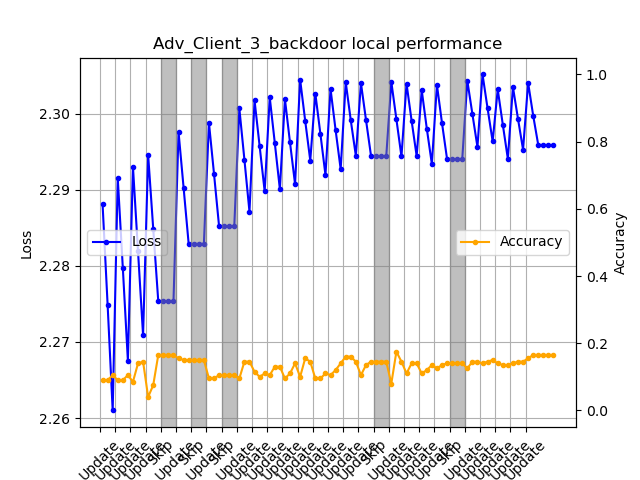 Adv_Client_3_backdoor local performance
Loss
2.30
2.29
2.28
2.27
2.26
Loss
Accuracy
1.0
0.8
0.6
0.4
0.2
0.0
Accuracy
Update
Update
Update
Update
Skip
Update
Skip
Update
Skip
Update
Update
Update
Update
Update
Update
Update
Update
Update
Skip
Update
Update
Update
Update
Skip
Update
Update
Update
Update
Update